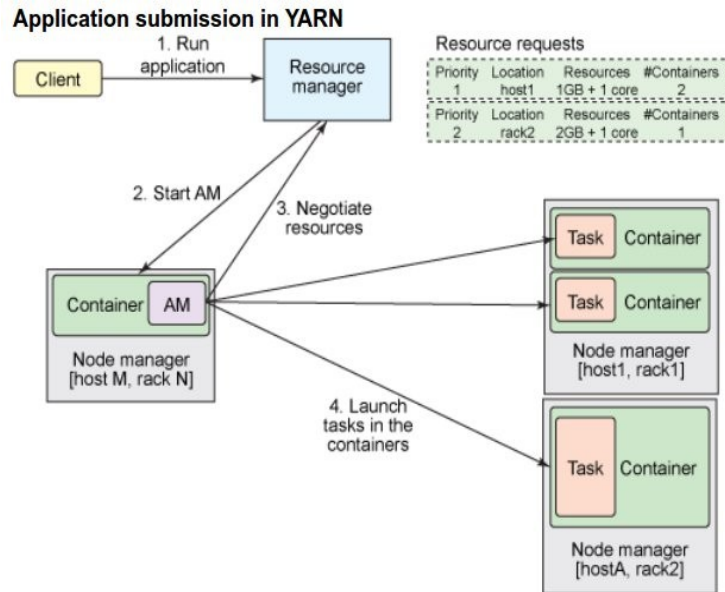 Application submission in YARN
1. Run
application
Client
Resource
manager
Resource requests
Priority Location Resources #Containers
1 host1 1GB + 1 core 2
Priority Location Resources #Containers
2 rack2 2GB + 1 core 1
2. Start AM
3. Negotiate
resources
Task Container
Task Container
Node manager
[host1, rack1]
Container AM
Node manager
[host M, rack N]
4. Launch
tasks in the
containers
Task Container
Node manager
[hostA, rack2]